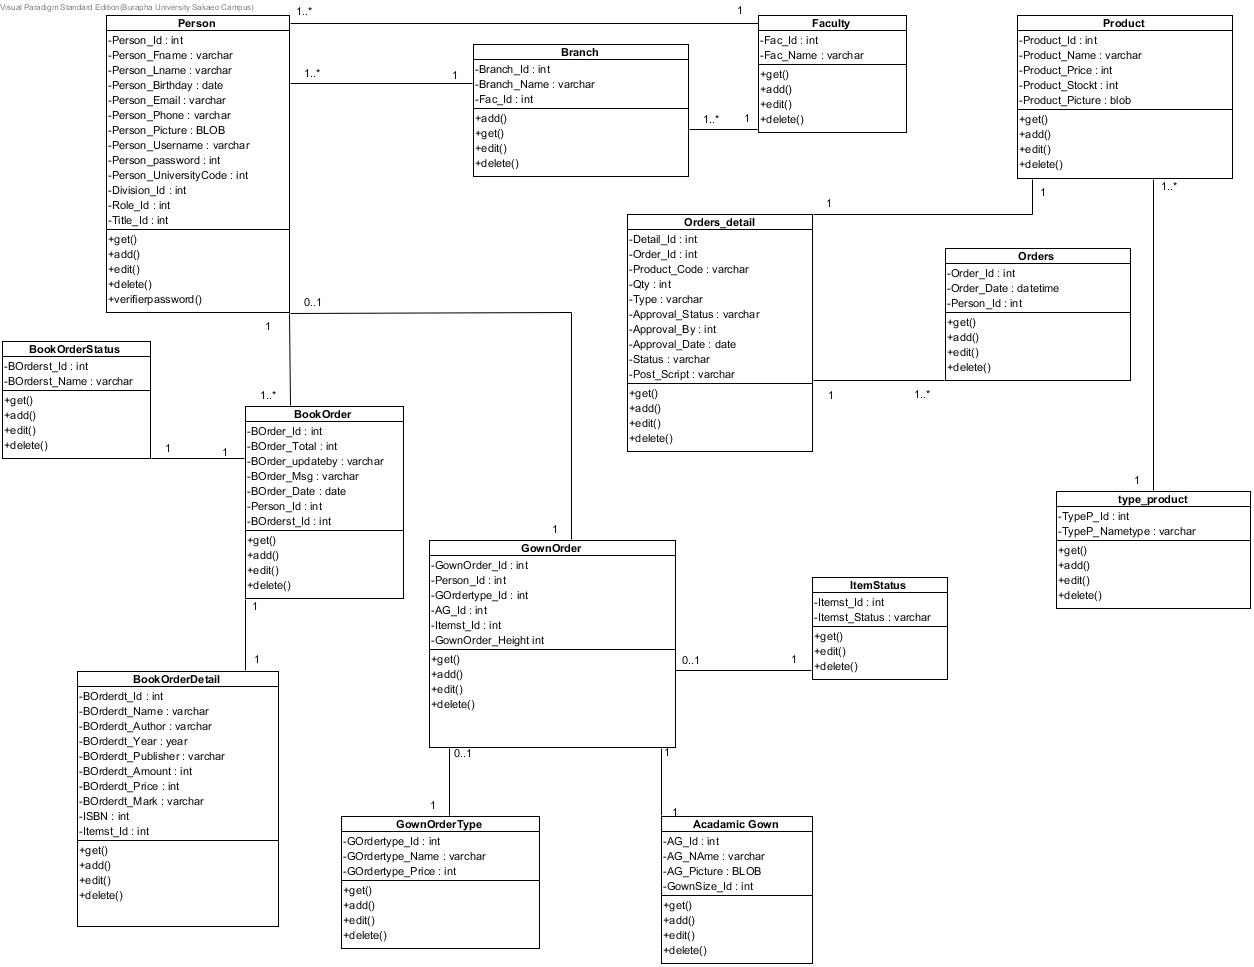 Visual Paradigm Standard Edition(Burapha University Sakaeo Campus)
Person
-Person_Id : int
-Person_Fname : varchar
-Person_Lname : varchar
-Person_Birthday : date
-Person_Email : varchar
-Person_Phone : varchar
-Person_Picture : BLOB
-Person_Username : varchar
-Person_password : int
-Person_UniversityCode : int
-Division_Id : int
-Role_Id : int
-Title_Id : int
+get()
+add()
+edit()
+delete()
+verifierpassword()
1..*
1
1..*
1
Branch
-Branch_Id : int
-Branch_Name : varchar
-Fac_Id : int
+add()
+get()
+edit()
+delete()
1..*
1
Faculty
-Fac_Id : int
-Fac_Name : varchar
+get()
+add()
+edit()
+delete()
Product
-Product_Id : int
-Product_Name : varchar
-Product_Price : int
-Product_Stockt : int
-Product_Picture : blob
+get()
+add()
+edit()
+delete()
1
1..*
1
Orders_detail
-Detail_Id : int
-Order_Id : int
-Product_Code : varchar
-Qty : int
-Type : varchar
-Approval_Status : varchar
-Approval_By : int
-Approval_Date : date
-Status : varchar
-Post_Script : varchar
+get()
+add()
+edit()
+delete()
Orders
-Order_Id : int
-Order_Date : datetime
-Person_Id : int
+get()
+add()
+edit()
+delete()
1
1..*
0..1
1
1..*
BookOrderStatus
-BOrderst_Id : int
-BOrderst_Name : varchar
+get()
+add()
+edit()
+delete()
1
1
BookOrder
-BOrder_Id : int
-BOrder_Total : int
-BOrder_updateby : varchar
-BOrder_Msg : varchar
-BOrder_Date : date
-Person_Id : int
-BOrderst_Id : int
+get()
+add()
+edit()
+delete()
1
1
1
type_product
-TypeP_Id : int
-TypeP_Nametype : varchar
+get()
+add()
+edit()
+delete()
1
GownOrder
-GownOrder_Id : int
-Person_Id : int
-GOrdertype_Id : int
-AG_Id : int
-Itemst_Id : int
-GownOrder_Height int
+get()
+add()
+edit()
+delete()
0..1
1
ItemStatus
-Itemst_Id : int
-Itemst_Status : varchar
+get()
+edit()
+delete()
BookOrderDetail
-BOrderdt_Id : int
-BOrderdt_Name : varchar
-BOrderdt_Author : varchar
-BOrderdt_Year : year
-BOrderdt_Publisher : varchar
-BOrderdt_Amount : int
-BOrderdt_Price : int
-BOrderdt_Mark : varchar
-ISBN : int
-Itemst_Id : int
+get()
+add()
+edit()
+delete()
0..1
1
1
1
GownOrderType
-GOrdertype_Id : int
-GOrdertype_Name : varchar
-GOrdertype_Price : int
+get()
+add()
+edit()
+delete()
Acadamic Gown
-AG_Id : int
-AG_NAme : varchar
-AG_Picture : BLOB
-GownSize_Id : int
+get()
+add()
+edit()
+delete()